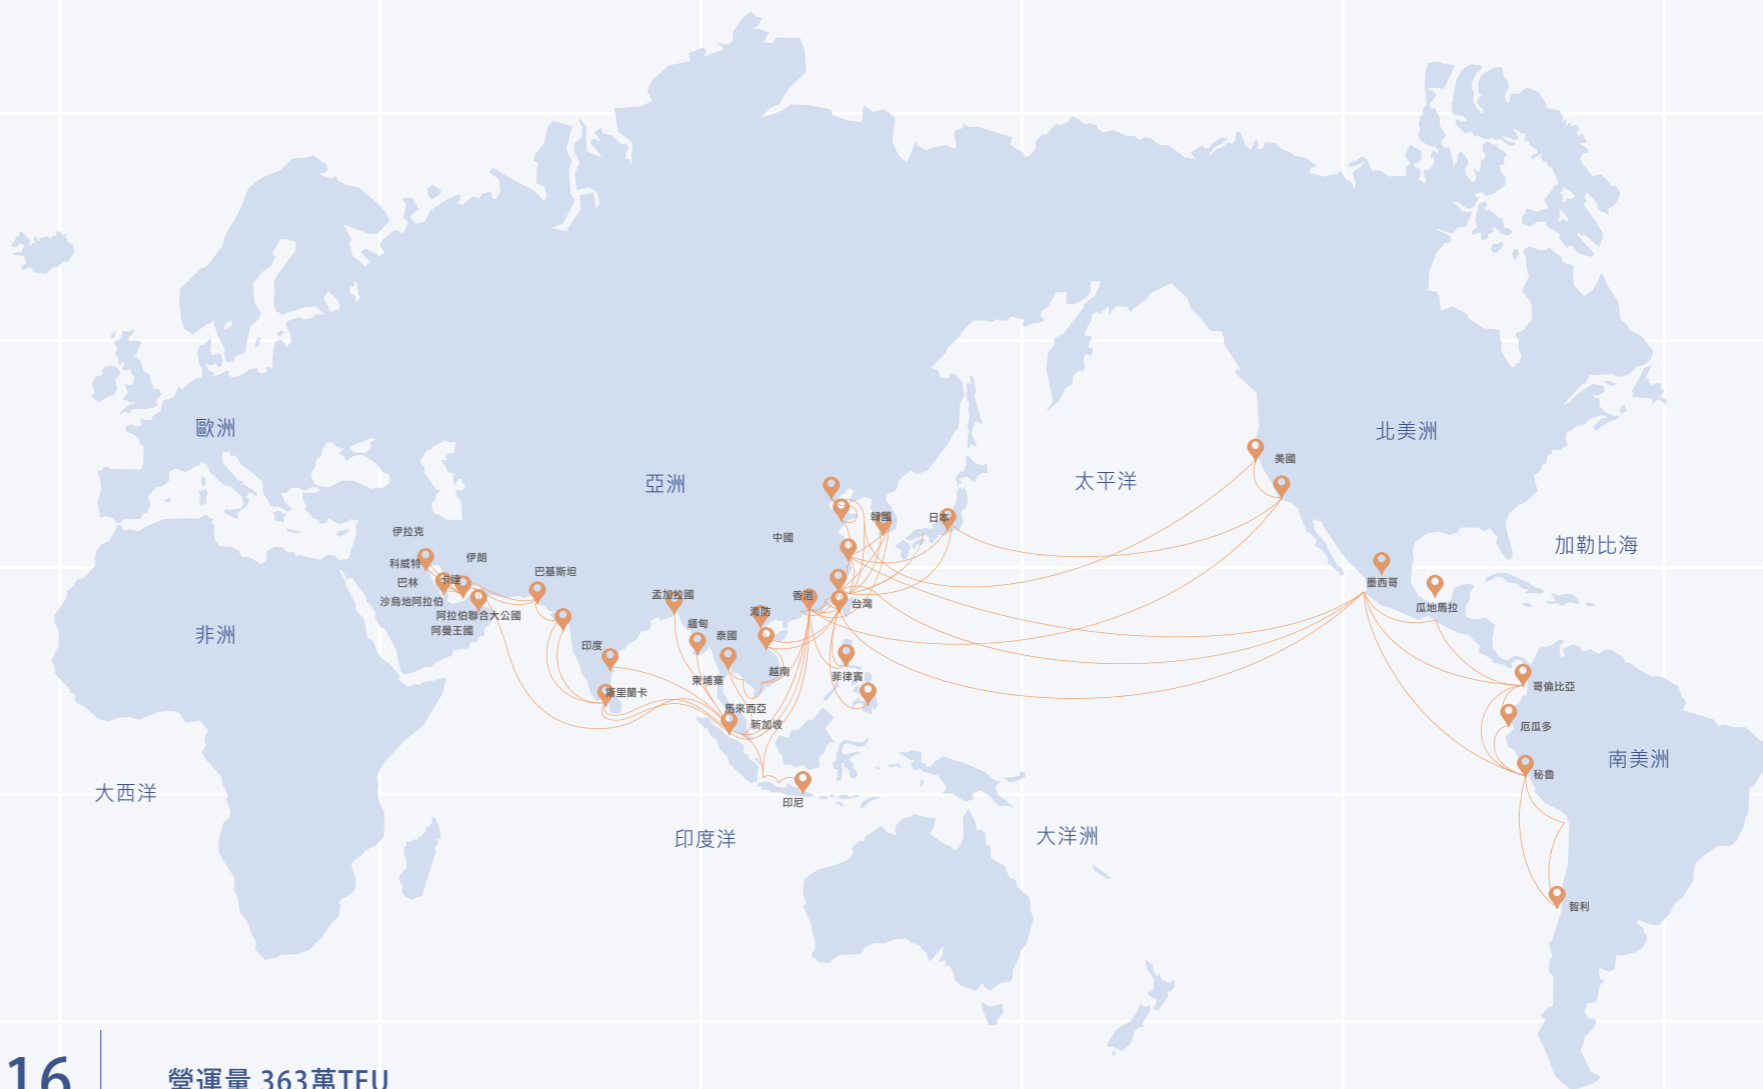 歐洲
北美洲
美國
亞洲
太平洋
韓國
日本
伊拉克
中國
加勒比海
科威特
伊朗
巴林
卡達
巴基斯坦
墨西哥
沙烏地阿拉伯
孟加拉國
香港
台灣
瓜地馬拉
阿拉伯聯合大公國
海防
阿曼王國
緬甸
非洲
泰國
印度
越南
柬埔寨
菲律賓
斯里蘭卡
哥倫比亞
馬來西亞
新加坡
厄瓜多
南美洲
秘魯
大西洋
印尼
印度洋
大洋洲
智利
16
營運量 363萬TEU